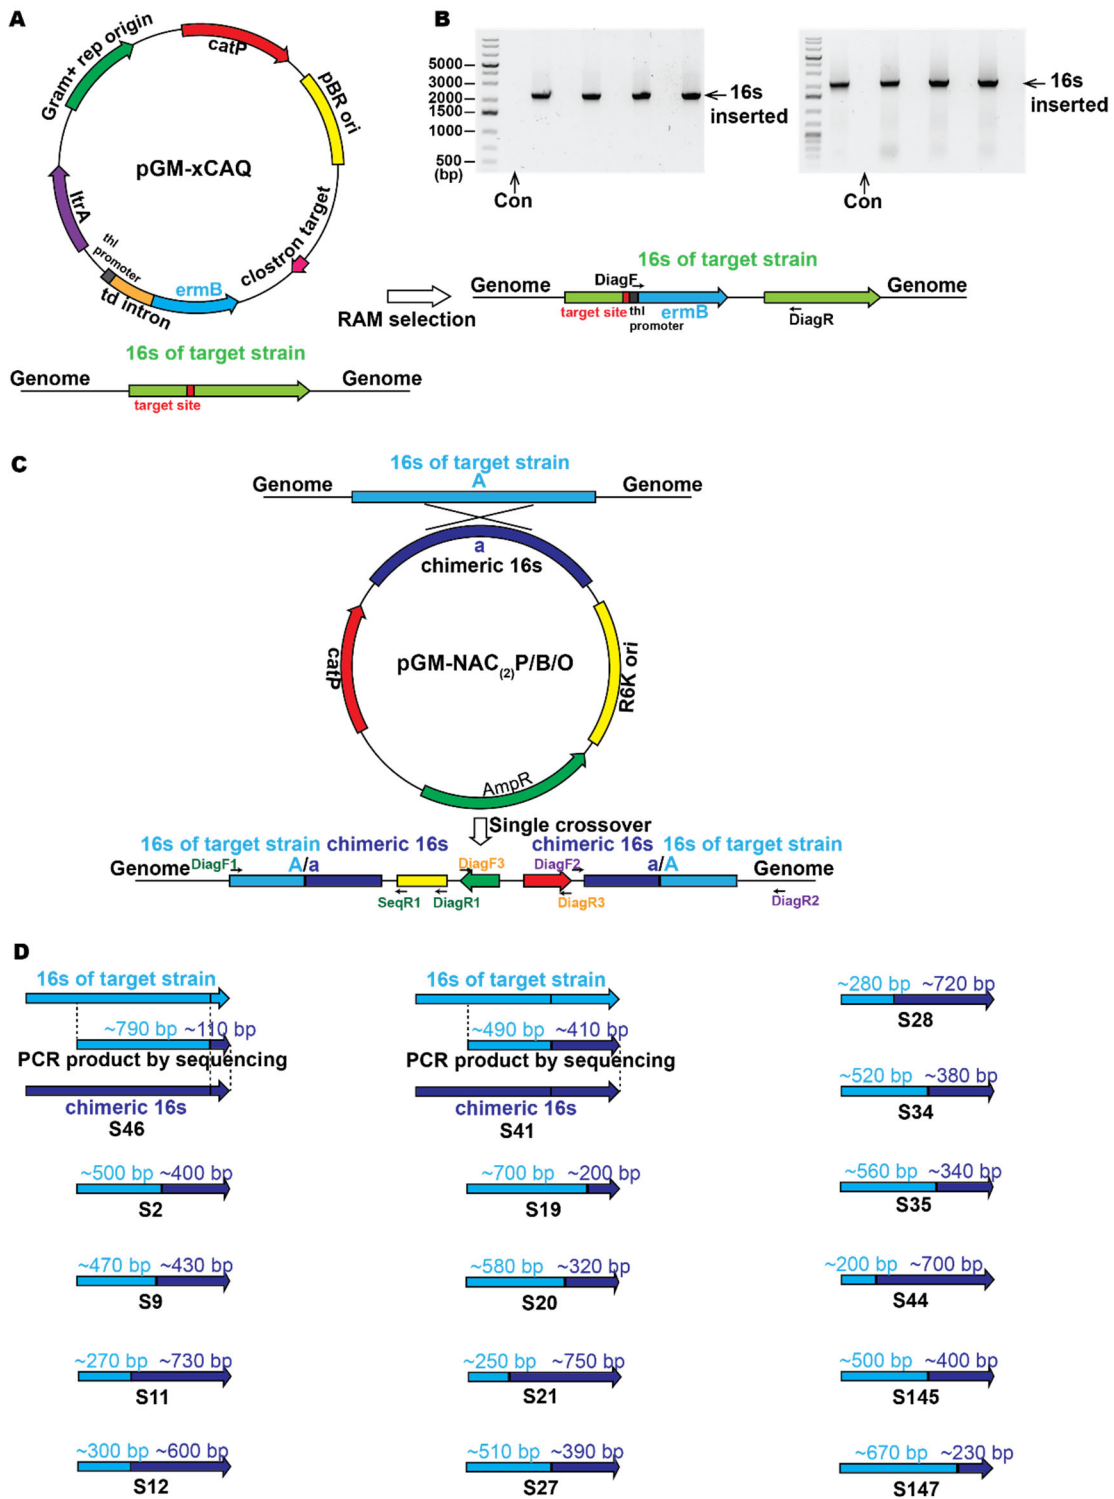 A
Gram+ rep origin
catP
pBR ori
pGM-xCAQ
ltrA
thl
promoter
td intron
ermB
clostron target
16s of target strain
Genome
Genome
target site
RAM selection
B
5000
3000
2000
1500
1000
500
(bp)
Con
16s
inserted
Con
16s
inserted
16s of target strain
Genome
DiagF
Genome
target site
thl
promoter
ermB
DiagR
C
16s of target strain
Genome
A
Genome
a
chimeric 16s
catP
pGM-NAC(2)P/B/O
R6K ori
AmpR
Single crossover
16s of target strain
chimeric 16s
chimeric 16s
16s of target strain
Genome
DiagF1
A/a
DiagF3
DiagF2
a/A
Genome
SeqR1
DiagR1
DiagR3
DiagR2
D
16s of target strain
~790 bp ~110 bp
PCR product by sequencing
chimeric 16s
S46
~500 bp ~400 bp
S2
~470 bp ~430 bp
S9
~270 bp ~730 bp
S11
~300 bp ~600 bp
S12
16s of target strain
~490 bp ~410 bp
PCR product by sequencing
chimeric 16s
S41
~700 bp ~200 bp
S19
~580 bp ~320 bp
S20
~250 bp ~750 bp
S21
~510 bp ~390 bp
S27
~280 bp ~720 bp
S28
~520 bp ~380 bp
S34
~560 bp ~340 bp
S35
~200 bp ~700 bp
S44
~500 bp ~400 bp
S145
~670 bp ~230 bp
S147